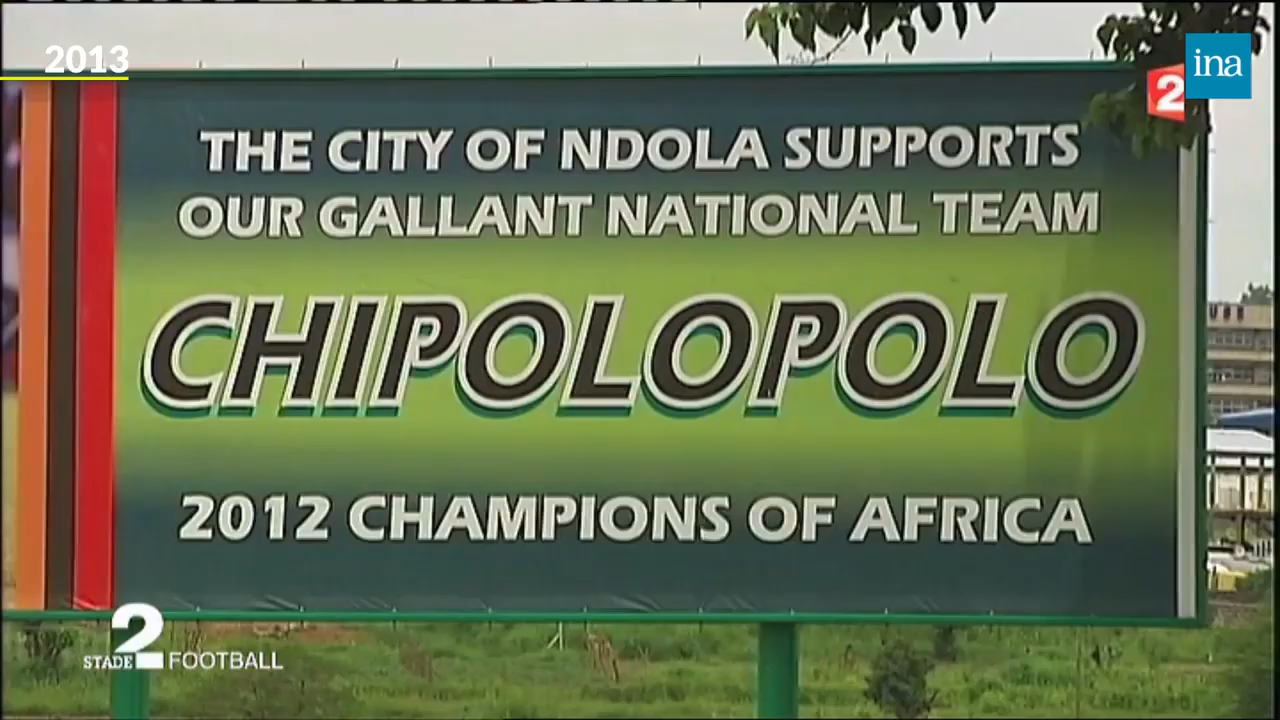 2013
ina
2
THE CITY OF NDOLA SUPPORTS
OUR GALLANT NATIONAL TEAM
CHIPOLOPOLO
2012 CHAMPIONS OF AFRICA
STADE 2 FOOTBALL